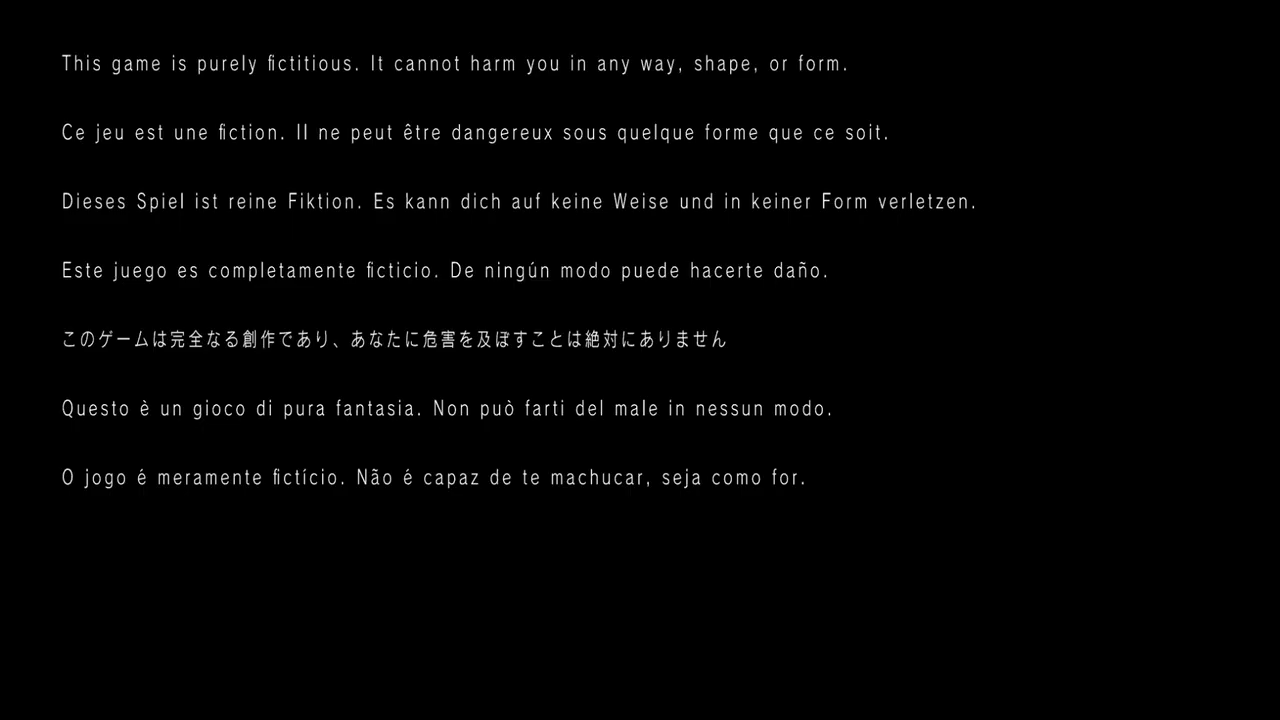 This game is purely fictitious. It cannot harm you in any way, shape, or form.
Ce jeu est une fiction. Il ne peut être dangereux sous quelque forme que ce soit.
Dieses Spiel ist reine Fiktion. Es kann dich auf keine Weise und in keiner Form verletzen.
Este juego es completamente ficticio. De ningún modo puede hacerte daño.
このゲームは完全なる創作であり、あなたに危害を及ぼすことは絶対にありません
Questo è un gioco di pura fantasia. Non può farti del male in nessun modo.
O jogo é meramente fictício. Não é capaz de te machucar, seja como for.